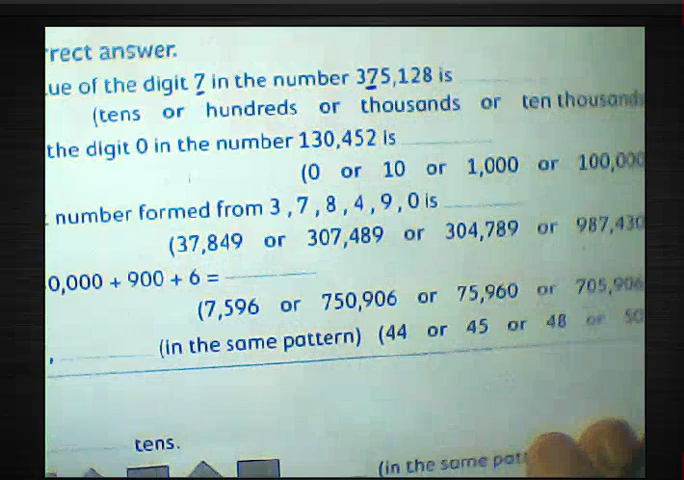 rrect answer.
ue of the digit 7 in the number 375,128 is
(tens or hundreds or thousands or ten thousands
the digit 0 in the number 130,452 is
(0 or 10 or 1,000 or 100,000
number formed from 3 , 7 , 8 , 4 , 9 , 0 is
(37,849 or 307,489 or 304,789 or 987,430
0,000 + 900 + 6 =
(7,596 or 750,906 or 75,960 or 705,906
, (in the same pattern) (44 or 45 or 48 or 50
tens.
(in the same patt